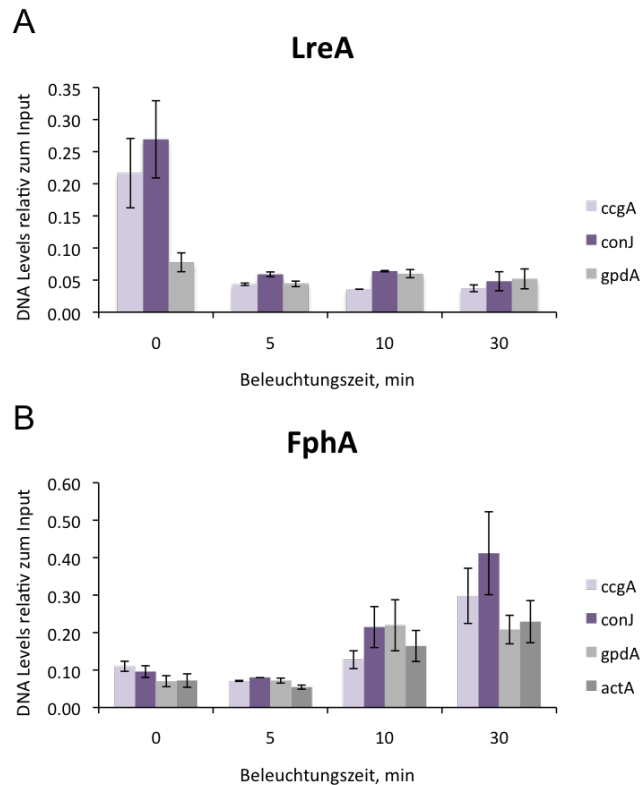 A
LreA
DNA Levels relativ zum Input
0.35
0.30
0.25
0.20
0.15
0.10
0.05
0.00
0 5 10 30
Beleuchtungszeit, min
ccgA
conJ
gpdA
B
FphA
DNA Levels relativ zum Input
0.60
0.50
0.40
0.30
0.20
0.10
0.00
0 5 10 30
Beleuchtungszeit, min
ccgA
conJ
gpdA
actA